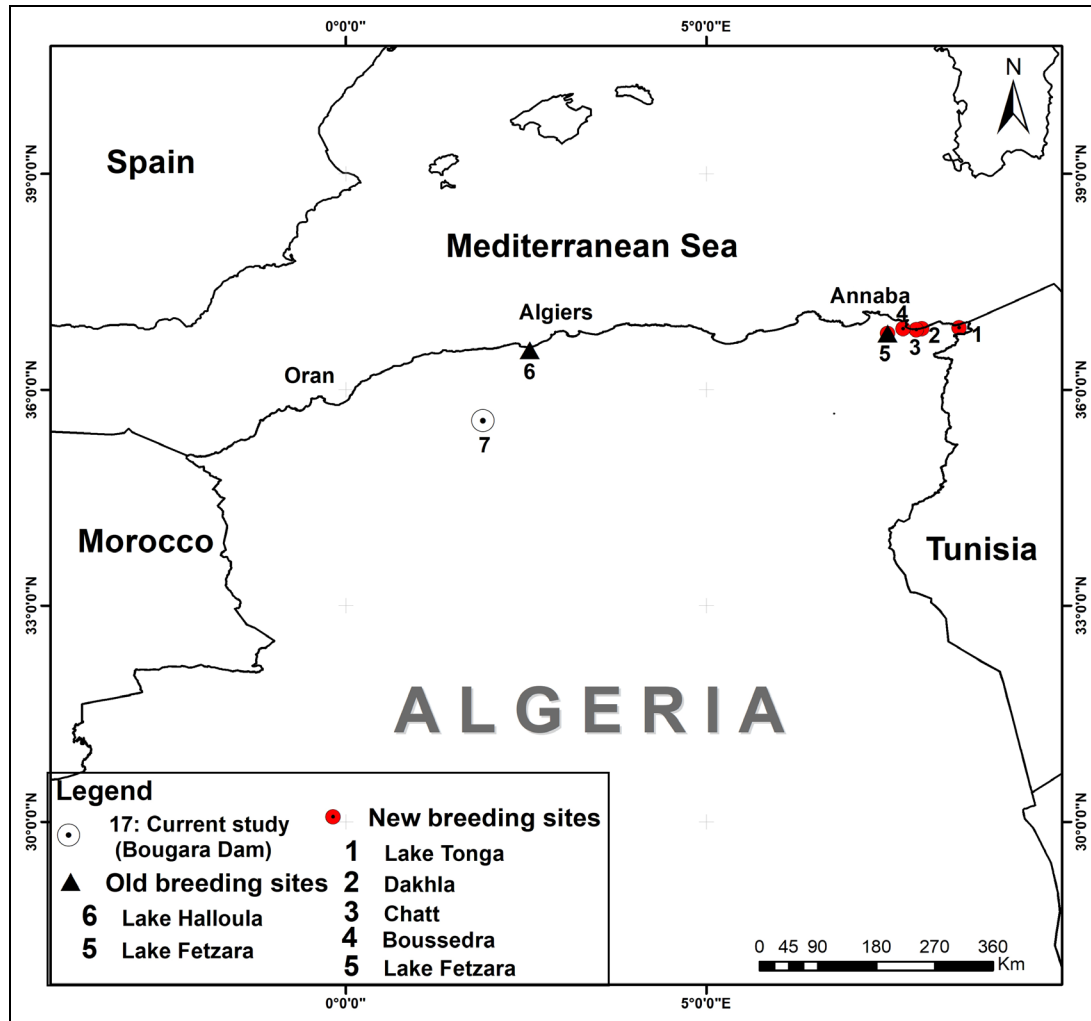 0°0'0"
5°0'0"E
N
39°0'0"N
39°0'0"N
Spain
Mediterranean Sea
Annaba
Algiers
4
5
3
2
1
6
Oran
36°0'0"N
36°0'0"N
7
Morocco
Tunisia
33°0'0"N
33°0'0"N
ALGERIA
30°0'0"N
30°0'0"N
Legend
17: Current study
(Bougara Dam)
Old breeding sites
6 Lake Halloula
5 Lake Fetzara
New breeding sites
1 Lake Tonga
2 Dakhla
3 Chatt
4 Boussedra
5 Lake Fetzara
0 45 90 180 270 360
Km
0°0'0"
5°0'0"E